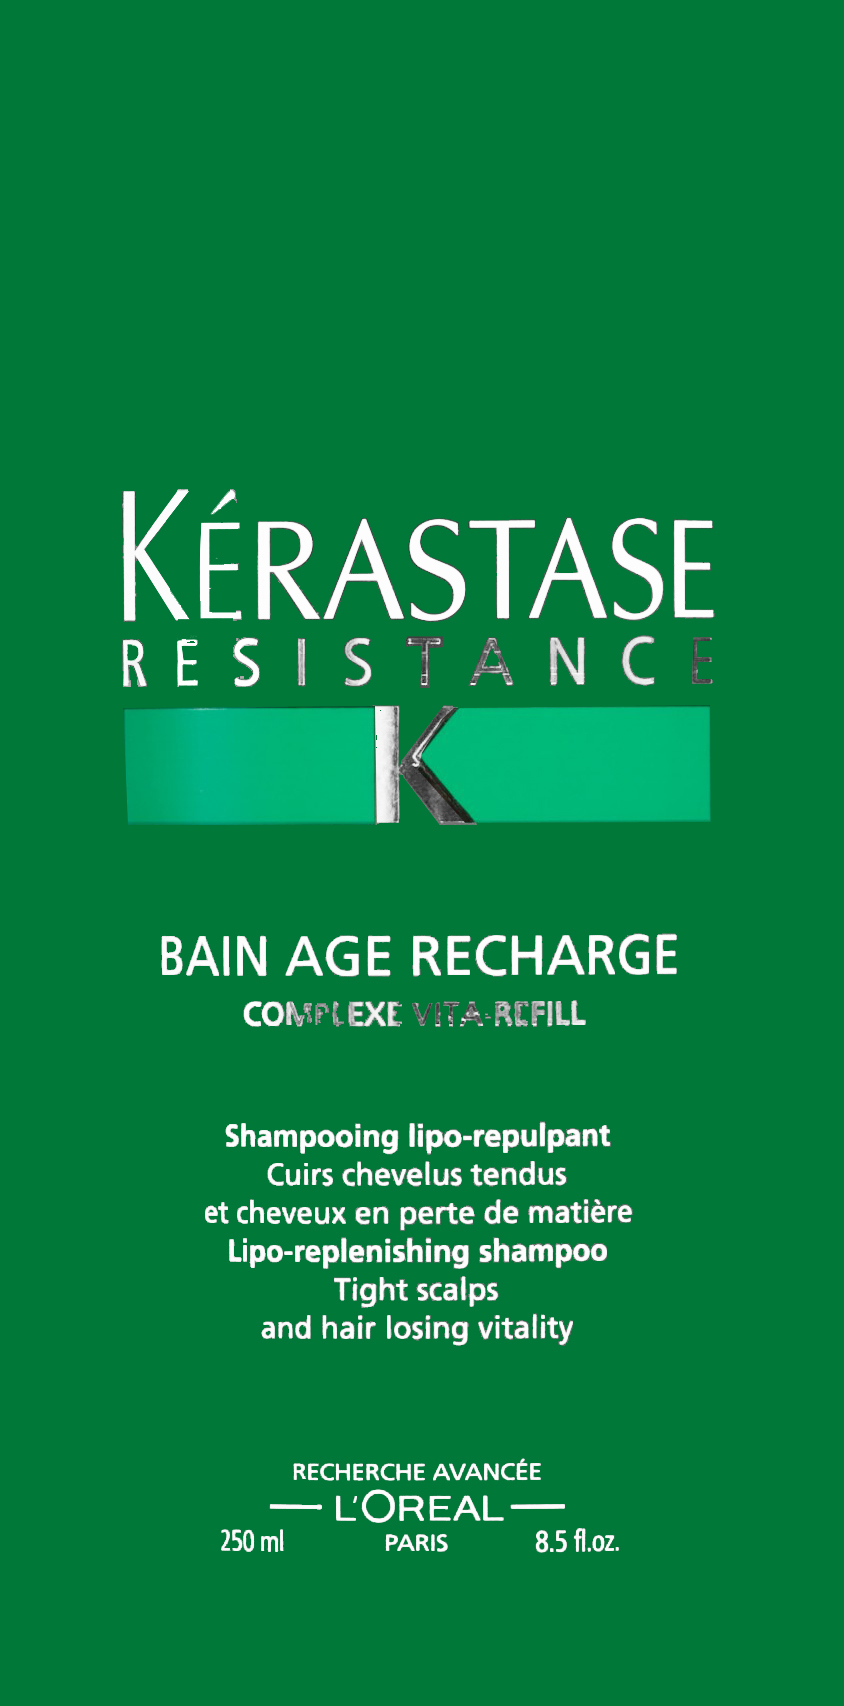 KÉRASTASE
RESISTANCE
K
BAIN AGE RECHARGE
COMPLEXE VITA-REFILL
Shampooing lipo-repulpant
Cuirs chevelus tendus
et cheveux en perte de matière
Lipo-replenishing shampoo
Tight scalps
and hair losing vitality
RECHERCHE AVANCÉE
L'OREAL
250 ml PARIS 8.5 fl.oz.